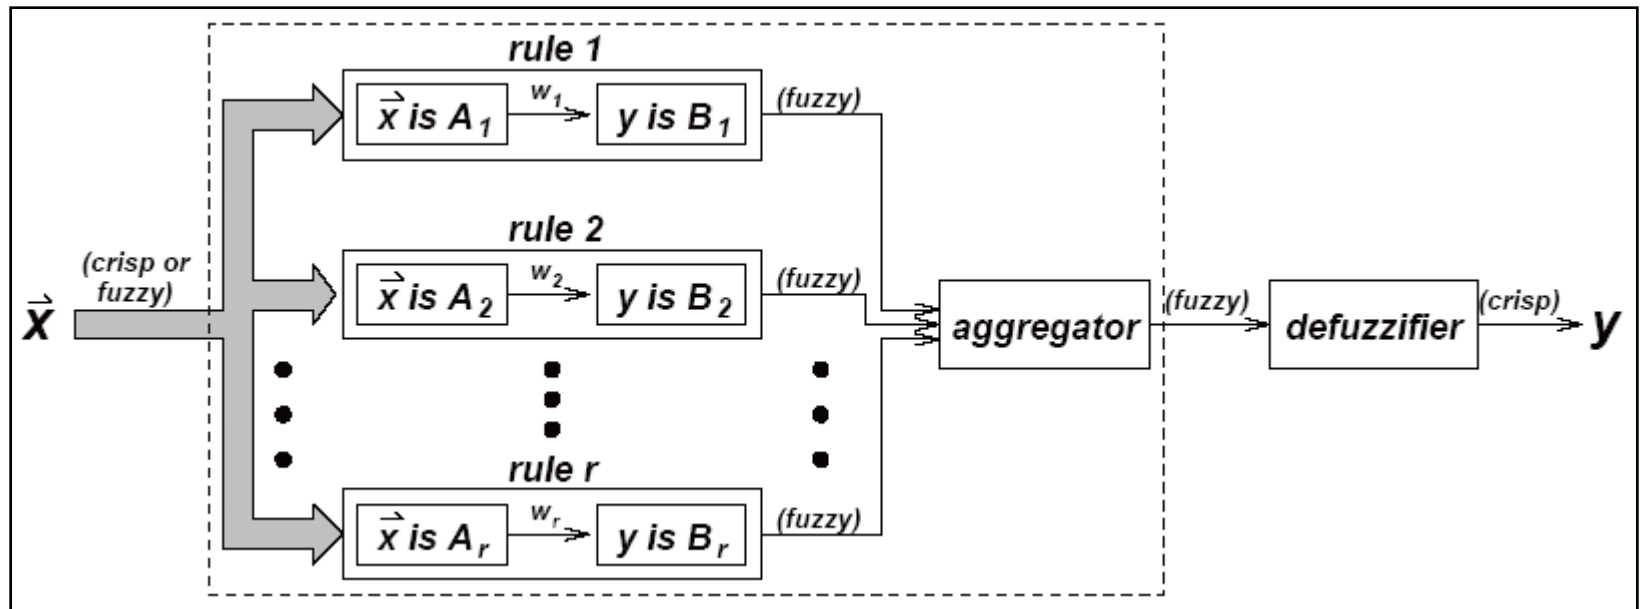 rule 1
x⃗ is A₁
w₁
y is B₁
(fuzzy)
rule 2
x⃗ is A₂
w₂
y is B₂
(fuzzy)
(crisp or
fuzzy)
x⃗
aggregator
(fuzzy)
defuzzifier
(crisp)
y
rule r
x⃗ is Aᵣ
wᵣ
y is Bᵣ
(fuzzy)